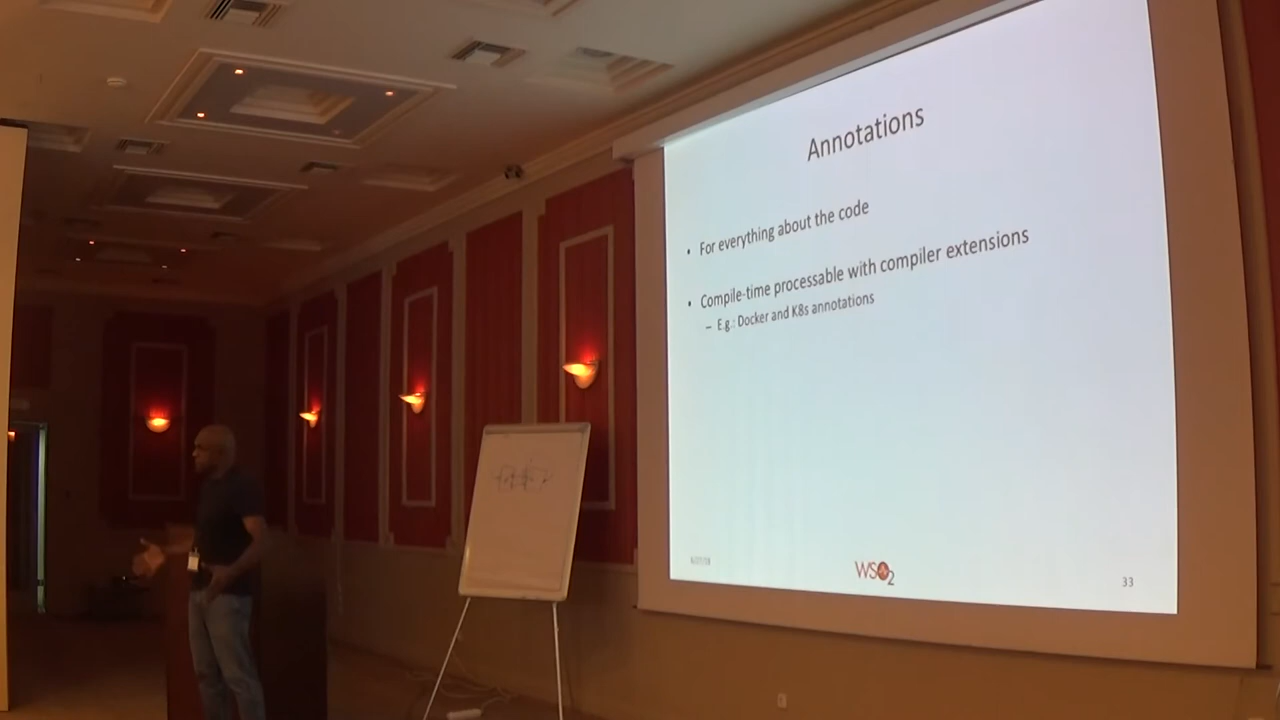 Annotations
• For everything about the code
• Compile-time processable with compiler extensions
– E.g.: Docker and K8s annotations
WSO2
33